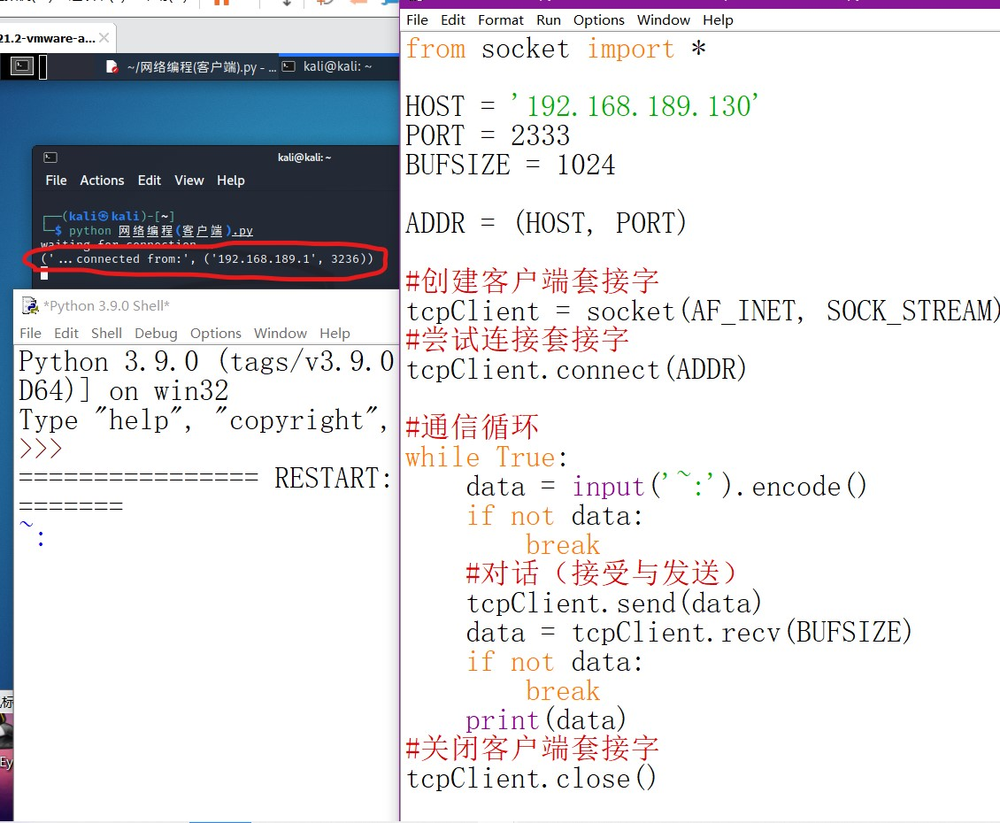 21.2-vmware-a...
~/网络编程(客户端).py - ...
kali@kali: ~
kali@kali: ~
File Actions Edit View Help
(kali㉿kali)-[~]
$ python 网络编程(客户端).py
waiting for connection
('...connected from:', ('192.168.189.1', 3236))
*Python 3.9.0 Shell*
File Edit Shell Debug Options Window Help
Python 3.9.0 (tags/v3.9.0
D64)] on win32
Type "help", "copyright",
>>>
================ RESTART:
=======
~:
Ey
File Edit Format Run Options Window Help
from socket import *
HOST = '192.168.189.130'
PORT = 2333
BUFSIZE = 1024
ADDR = (HOST, PORT)
#创建客户端套接字
tcpClient = socket(AF_INET, SOCK_STREAM)
#尝试连接套接字
tcpClient.connect(ADDR)
#通信循环
while True:
    data = input('~:').encode()
    if not data:
        break
    #对话（接受与发送）
    tcpClient.send(data)
    data = tcpClient.recv(BUFSIZE)
    if not data:
        break
    print(data)
#关闭客户端套接字
tcpClient.close()